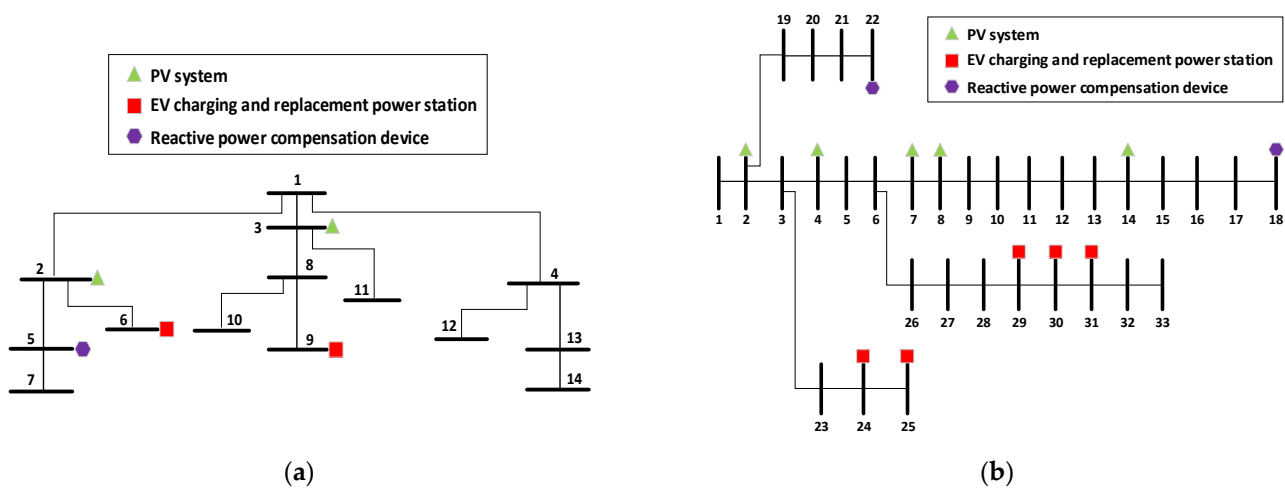 PV system
EV charging and replacement power station
Reactive power compensation device
1
3
2
8
4
11
6
10
12
5
9
13
7
14
(a)
19 20 21 22
PV system
EV charging and replacement power station
Reactive power compensation device
1 2 3 4 5 6 7 8 9 10 11 12 13 14 15 16 17 18
26 27 28 29 30 31 32 33
23 24 25
(b)